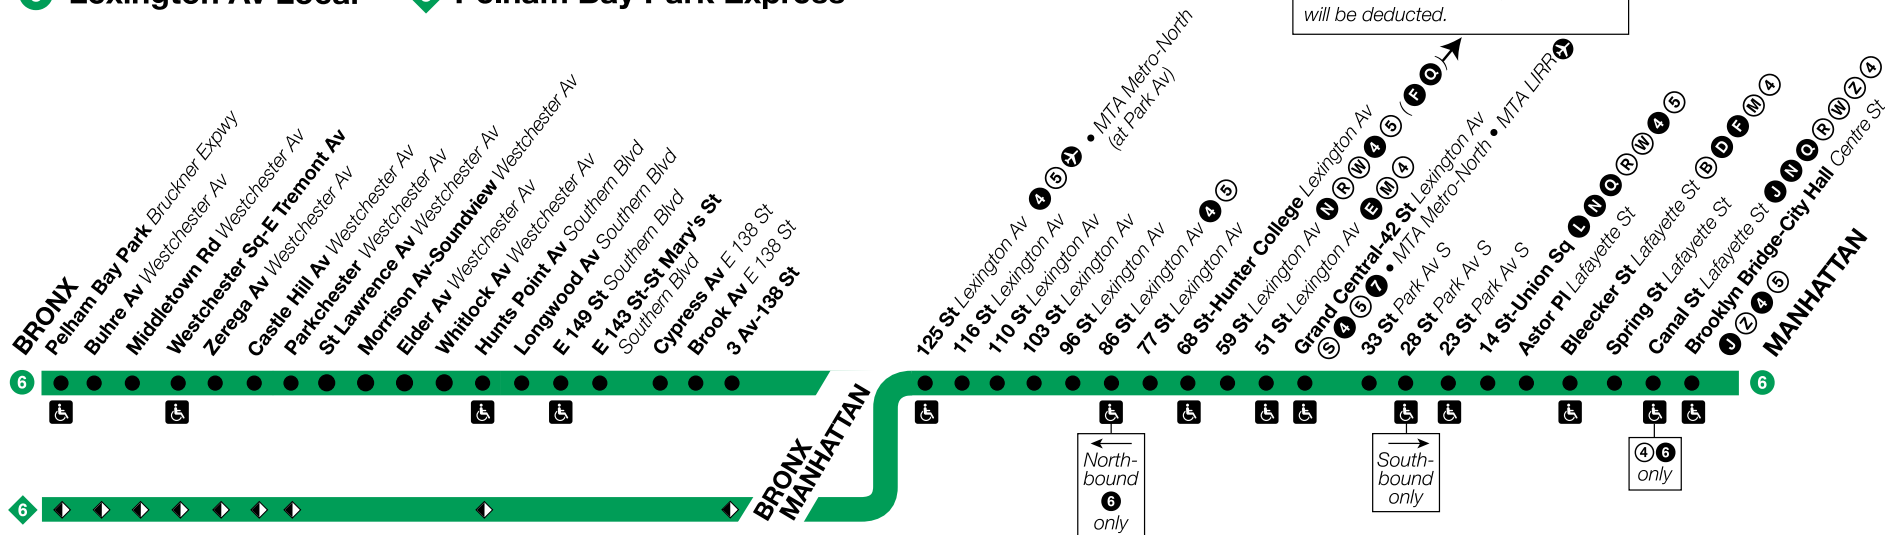 6 Lexington Av Local
6 Pelham Bay Park Express
will be deducted.
BRONX
Pelham Bay Park Bruckner Expwy
Buhre Av Westchester Av
Middletown Rd Westchester Av
Westchester Sq-E Tremont Av
Zerega Av Westchester Av
Castle Hill Av Westchester Av
Parkchester Westchester Av
St Lawrence Av Westchester Av
Morrison Av-Soundview Westchester Av
Elder Av Westchester Av
Whitlock Av Westchester Av
Hunts Point Av Southern Blvd
Longwood Av Southern Blvd
E 149 St Southern Blvd
E 143 St-St Mary's St
Southern Blvd
Cypress Av E 138 St
Brook Av E 138 St
3 Av-138 St
125 St Lexington Av 4 5 • MTA Metro-North
(at Park Av)
116 St Lexington Av
110 St Lexington Av
103 St Lexington Av
96 St Lexington Av
86 St Lexington Av 4 5
77 St Lexington Av
68 St-Hunter College Lexington Av
59 St Lexington Av N R W 4 5 (F Q)
51 St Lexington Av E M 4
Grand Central-42 St Lexington Av
S 4 5 7 • MTA Metro-North • MTA LIRR
33 St Park Av S
28 St Park Av S
23 St Park Av S
14 St-Union Sq L N Q R W 4 5
Astor Pl Lafayette St
Bleecker St Lafayette St B D F M 4
Spring St Lafayette St
Canal St Lafayette St J N Q R W Z 4
Brooklyn Bridge-City Hall Centre St
J Z 4 5
MANHATTAN
6
6
BRONX
MANHATTAN
North-
bound
6
only
South-
bound
only
4 6
only
6